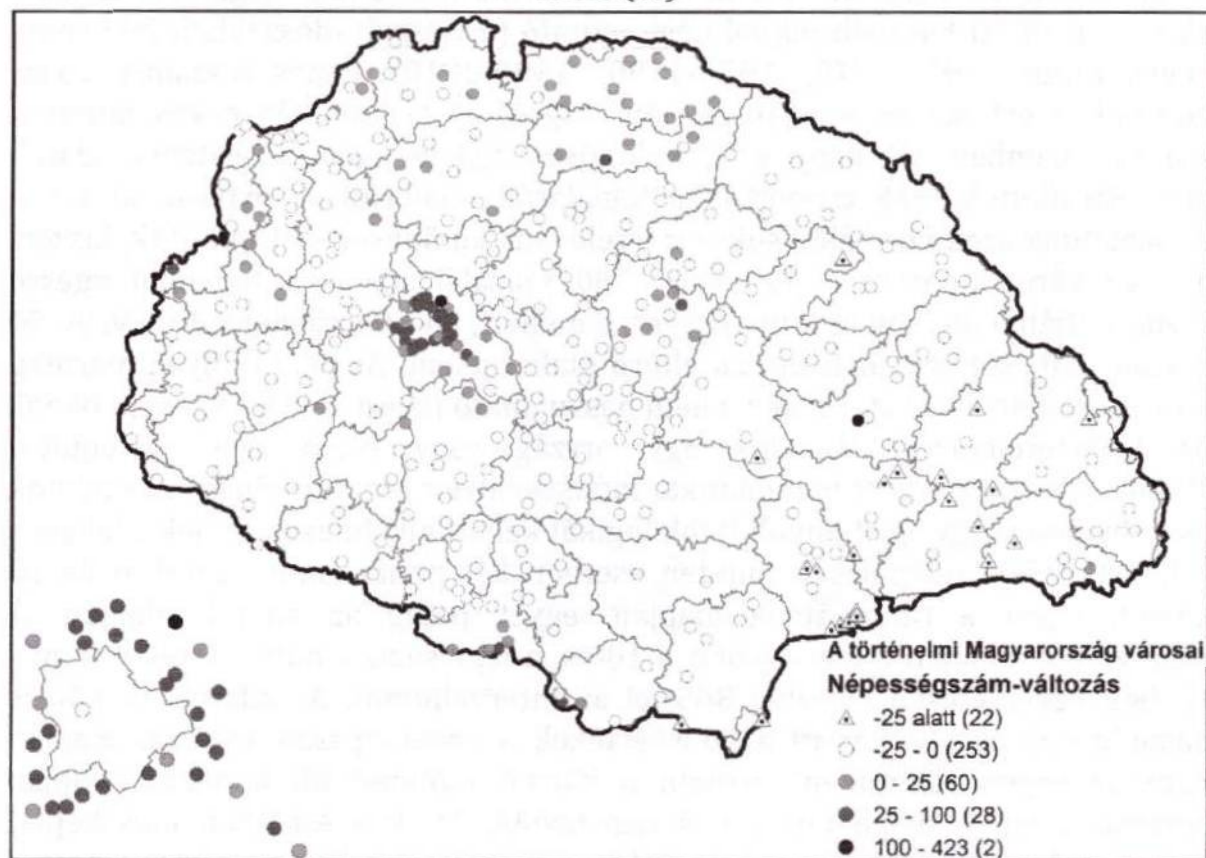 A történelmi Magyarország városai
Népességszám-változás
-25 alatt (22)
-25 - 0 (253)
0 - 25 (60)
25 - 100 (28)
100 - 423 (2)